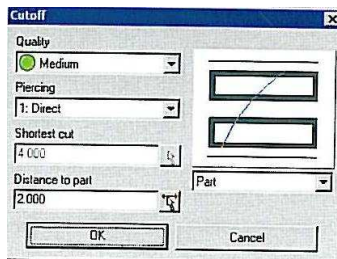 Cutoff
Quality
Medium
Piercing
1: Direct
Shortest cut
4.000
Distance to part
2.000
Part
OK
Cancel